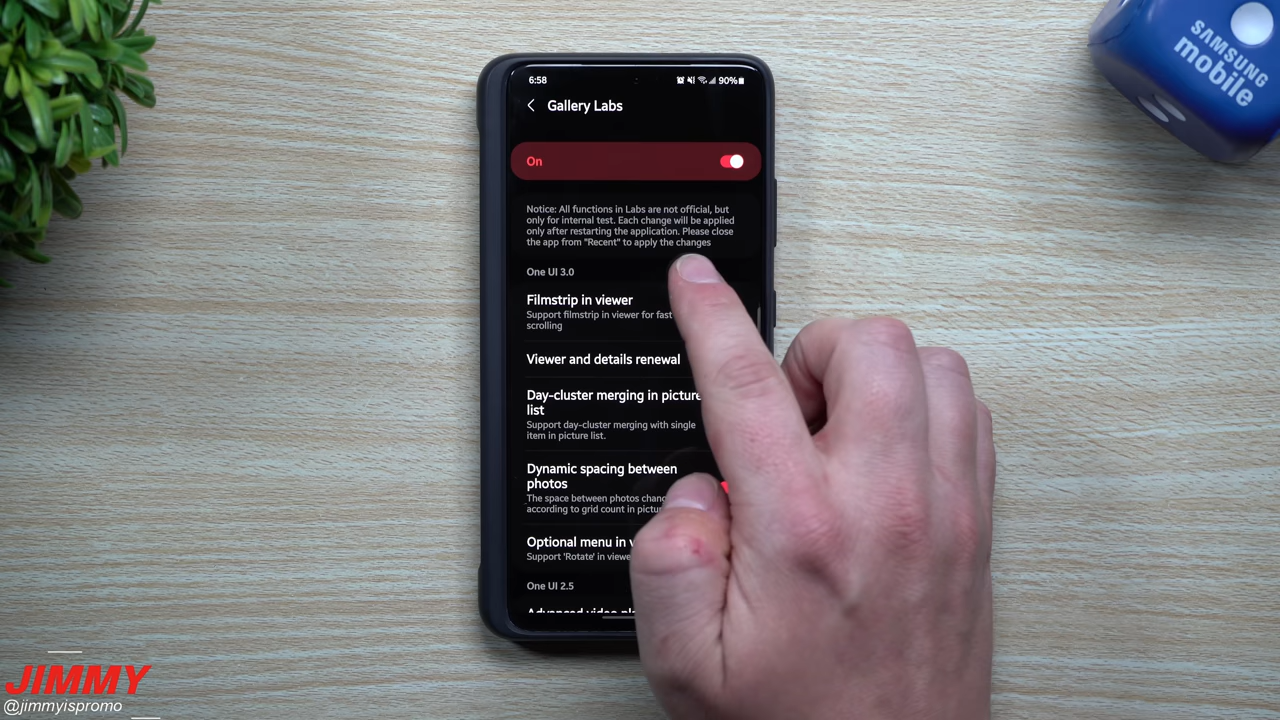 6:58
90%
Gallery Labs
On
Notice: All functions in Labs are not official, but
only for internal test. Each change will be applied
only after restarting the application. Please close
the app from "Recent" to apply the changes
One UI 3.0
Filmstrip in viewer
Support filmstrip in viewer for fast
scrolling
Viewer and details renewal
Day-cluster merging in picture
list
Support day-cluster merging with single
item in picture list.
Dynamic spacing between
photos
The space between photos
according to grid count in
Optional menu in
Support 'Rotate' in
One UI 2.5
Advanced video
SAMSUNG
mobile
JIMMY
@jimmyispromo